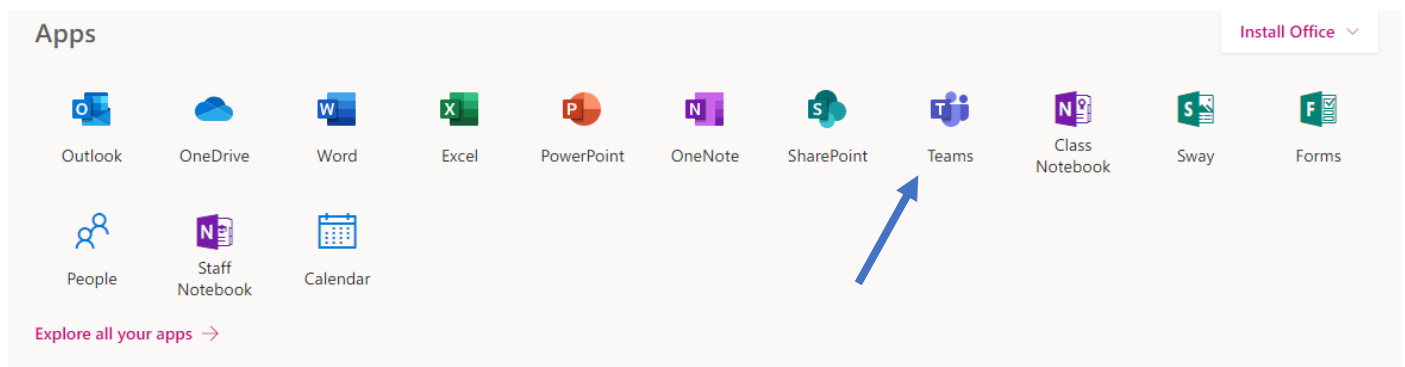 Apps
Install Office
Outlook
OneDrive
Word
Excel
PowerPoint
OneNote
SharePoint
Teams
Class
Notebook
Sway
Forms
People
Staff
Notebook
Calendar
Explore all your apps →